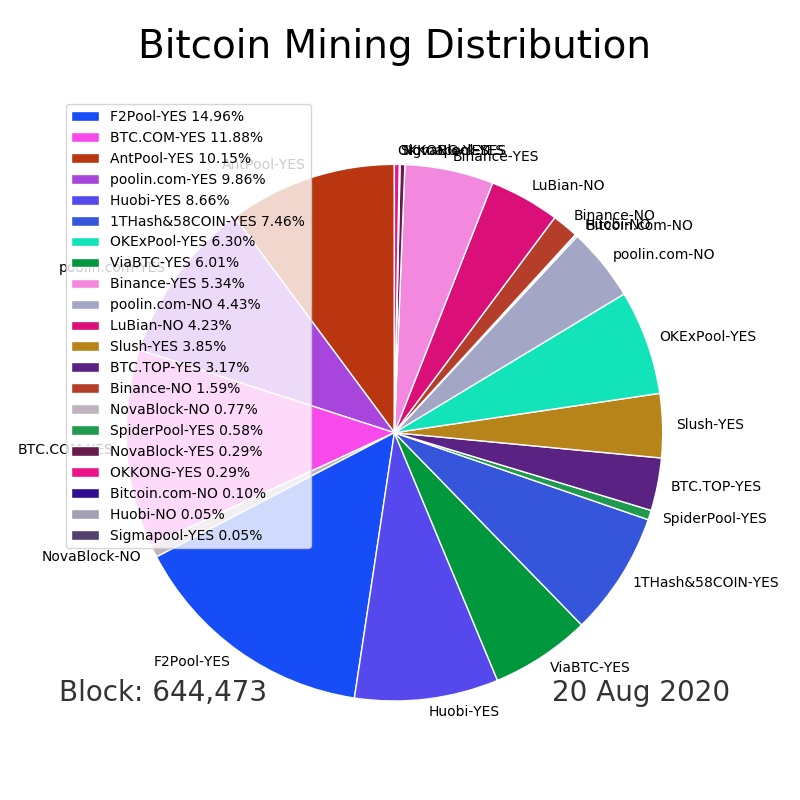 Bitcoin Mining Distribution
F2Pool-YES 14.96%
BTC.COM-YES 11.88%
AntPool-YES 10.15%
poolin.com-YES 9.86%
Huobi-YES 8.66%
1THash&58COIN-YES 7.46%
OKExPool-YES 6.30%
ViaBTC-YES 6.01%
Binance-YES 5.34%
poolin.com-NO 4.43%
LuBian-NO 4.23%
Slush-YES 3.85%
BTC.TOP-YES 3.17%
Binance-NO 1.59%
NovaBlock-NO 0.77%
SpiderPool-YES 0.58%
NovaBlock-YES 0.29%
OKKONG-YES 0.29%
Bitcoin.com-NO 0.10%
Huobi-NO 0.05%
Sigmapool-YES 0.05%
AntPool-YES
Binance-YES
LuBian-NO
Binance-NO
Bitcoin.com-NO
poolin.com-NO
poolin.com-YES
OKExPool-YES
Slush-YES
BTC.COM-YES
BTC.TOP-YES
SpiderPool-YES
NovaBlock-NO
1THash&58COIN-YES
F2Pool-YES
ViaBTC-YES
Huobi-YES
Block: 644,473
20 Aug 2020